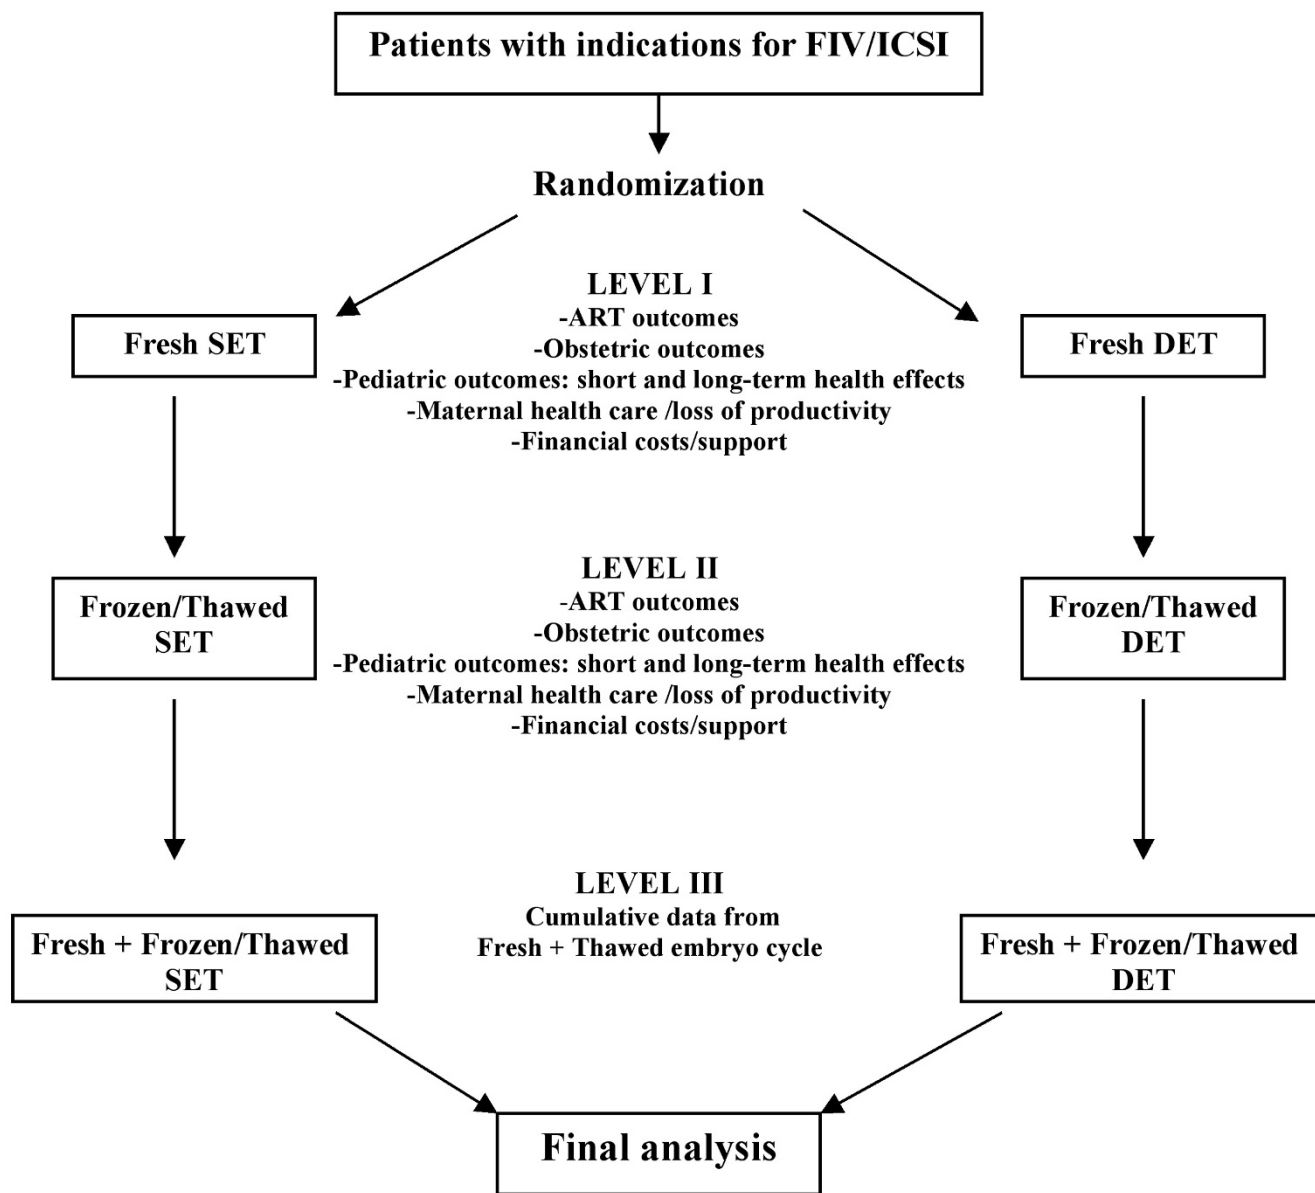 Patients with indications for FIV/ICSI
Randomization
LEVEL I
-ART outcomes
-Obstetric outcomes
-Pediatric outcomes: short and long-term health effects
-Maternal health care /loss of productivity
-Financial costs/support
Fresh SET
Fresh DET
LEVEL II
-ART outcomes
-Obstetric outcomes
-Pediatric outcomes: short and long-term health effects
-Maternal health care /loss of productivity
-Financial costs/support
Frozen/Thawed
SET
Frozen/Thawed
DET
LEVEL III
Cumulative data from
Fresh + Thawed embryo cycle
Fresh + Frozen/Thawed
SET
Fresh + Frozen/Thawed
DET
Final analysis